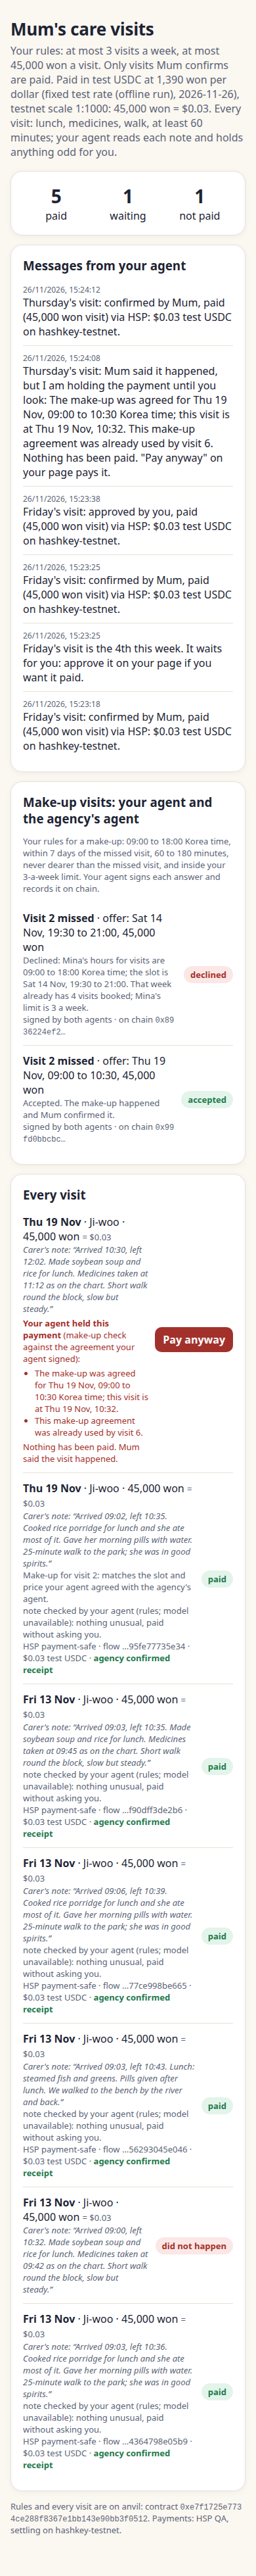 Mum's care visits
Your rules: at most 3 visits a week, at most
45,000 won a visit. Only visits Mum confirms
are paid. Paid in test USDC at 1,390 won per
dollar (fixed test rate (offline run), 2026-11-26),
testnet scale 1:1000: 45,000 won = $0.03. Every
visit: lunch, medicines, walk, at least 60
minutes; your agent reads each note and holds
anything odd for you.
5
1
1
paid
waiting
not paid
Messages from your agent
26/11/2026, 15:24:12
Thursday's visit: confirmed by Mum, paid
(45,000 won visit) via HSP: $0.03 test USDC
on hashkey-testnet.
26/11/2026, 15:24:08
Thursday's visit: Mum said it happened,
but I am holding the payment until you
look: The make-up was agreed for Thu 19
Nov, 09:00 to 10:30 Korea time; this visit is
at Thu 19 Nov, 10:32. This make-up
agreement was already used by visit 6.
Nothing has been paid. "Pay anyway" on
your page pays it.
26/11/2026, 15:23:38
Friday's visit: approved by you, paid
(45,000 won visit) via HSP: $0.03 test USDC
on hashkey-testnet.
26/11/2026, 15:23:25
Friday's visit: confirmed by Mum, paid
(45,000 won visit) via HSP: $0.03 test USDC
on hashkey-testnet.
26/11/2026, 15:23:25
Friday's visit is the 4th this week. It waits
for you: approve it on your page if you
want it paid.
26/11/2026, 15:23:18
Friday's visit: confirmed by Mum, paid
(45,000 won visit) via HSP: $0.03 test USDC
on hashkey-testnet.
Make-up visits: your agent and
the agency's agent
Your rules for a make-up: 09:00 to 18:00 Korea time,
within 7 days of the missed visit, 60 to 180 minutes,
never dearer than the missed visit, and inside your
3-a-week limit. Your agent signs each answer and
records it on chain.
Visit 2 missed · offer: Sat 14
Nov, 19:30 to 21:00, 45,000
won
Declined: Mina's hours for visits are
09:00 to 18:00 Korea time; the slot is
Sat 14 Nov, 19:30 to 21:00. That week
already has 4 visits booked; Mina's
limit is 3 a week.
signed by both agents · on chain 0x89
36224ef2…
declined
Visit 2 missed · offer: Thu 19
Nov, 09:00 to 10:30, 45,000
won
Accepted. The make-up happened
and Mum confirmed it.
signed by both agents · on chain 0x99
fd0bbcbc…
accepted
Every visit
Thu 19 Nov · Ji-woo ·
45,000 won = $0.03
Carer's note: “Arrived 10:30, left
12:02. Made soybean soup and
rice for lunch. Medicines taken at
11:12 as on the chart. Short walk
round the block, slow but
steady.”
Your agent held this
payment (make-up check
against the agreement your
agent signed):
• The make-up was agreed
for Thu 19 Nov, 09:00 to
10:30 Korea time; this visit is
at Thu 19 Nov, 10:32.
• This make-up agreement
was already used by visit 6.
Nothing has been paid. Mum
said the visit happened.
Pay anyway
Thu 19 Nov · Ji-woo · 45,000 won =
$0.03
Carer's note: “Arrived 09:02, left 10:35.
Cooked rice porridge for lunch and she ate
most of it. Gave her morning pills with water.
25-minute walk to the park; she was in good
spirits.”
Make-up for visit 2: matches the slot and
price your agent agreed with the agency's
agent.
note checked by your agent (rules; model
unavailable): nothing unusual, paid
without asking you.
HSP payment-safe · flow …95fe77735e34 ·
$0.03 test USDC · agency confirmed
receipt
paid
Fri 13 Nov · Ji-woo · 45,000 won =
$0.03
Carer's note: “Arrived 09:03, left 10:35. Made
soybean soup and rice for lunch. Medicines
taken at 09:45 as on the chart. Short walk
round the block, slow but steady.”
note checked by your agent (rules; model
unavailable): nothing unusual, paid
without asking you.
HSP payment-safe · flow …f90dff3de2b6 ·
$0.03 test USDC · agency confirmed
receipt
paid
Fri 13 Nov · Ji-woo · 45,000 won =
$0.03
Carer's note: “Arrived 09:06, left 10:39.
Cooked rice porridge for lunch and she ate
most of it. Gave her morning pills with water.
25-minute walk to the park; she was in good
spirits.”
note checked by your agent (rules; model
unavailable): nothing unusual, paid
without asking you.
HSP payment-safe · flow …77ce998be665 ·
$0.03 test USDC · agency confirmed
receipt
paid
Fri 13 Nov · Ji-woo · 45,000 won =
$0.03
Carer's note: “Arrived 09:03, left 10:43. Lunch:
steamed fish and greens. Pills given after
lunch. We walked to the bench by the river
and back.”
note checked by your agent (rules; model
unavailable): nothing unusual, paid
without asking you.
HSP payment-safe · flow …56293045e046 ·
$0.03 test USDC · agency confirmed
receipt
paid
Fri 13 Nov · Ji-woo ·
45,000 won = $0.03
Carer's note: “Arrived 09:00, left
10:32. Made soybean soup and
rice for lunch. Medicines taken at
09:42 as on the chart. Short walk
round the block, slow but
steady.”
did not happen
Fri 13 Nov · Ji-woo · 45,000 won =
$0.03
Carer's note: “Arrived 09:03, left 10:36.
Cooked rice porridge for lunch and she ate
most of it. Gave her morning pills with water.
25-minute walk to the park; she was in good
spirits.”
note checked by your agent (rules; model
unavailable): nothing unusual, paid
without asking you.
HSP payment-safe · flow …4364798e05b9 ·
$0.03 test USDC · agency confirmed
receipt
paid
Rules and every visit are on anvil: contract 0xe7f1725e773
4ce288f8367e1bb143e90bb3f0512. Payments: HSP QA,
settling on hashkey-testnet.